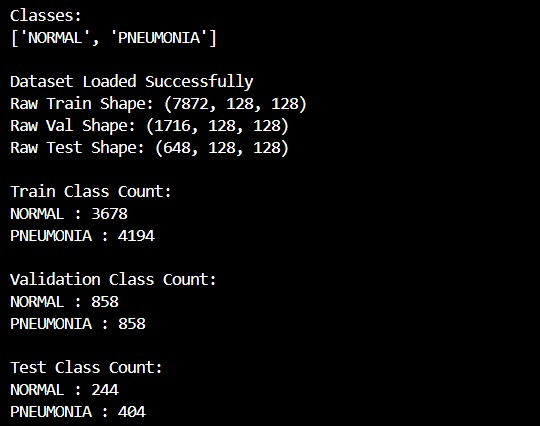 Classes:
['NORMAL', 'PNEUMONIA']
Dataset Loaded Successfully
Raw Train Shape: (7872, 128, 128)
Raw Val Shape: (1716, 128, 128)
Raw Test Shape: (648, 128, 128)
Train Class Count:
NORMAL : 3678
PNEUMONIA : 4194
Validation Class Count:
NORMAL : 858
PNEUMONIA : 858
Test Class Count:
NORMAL : 244
PNEUMONIA : 404